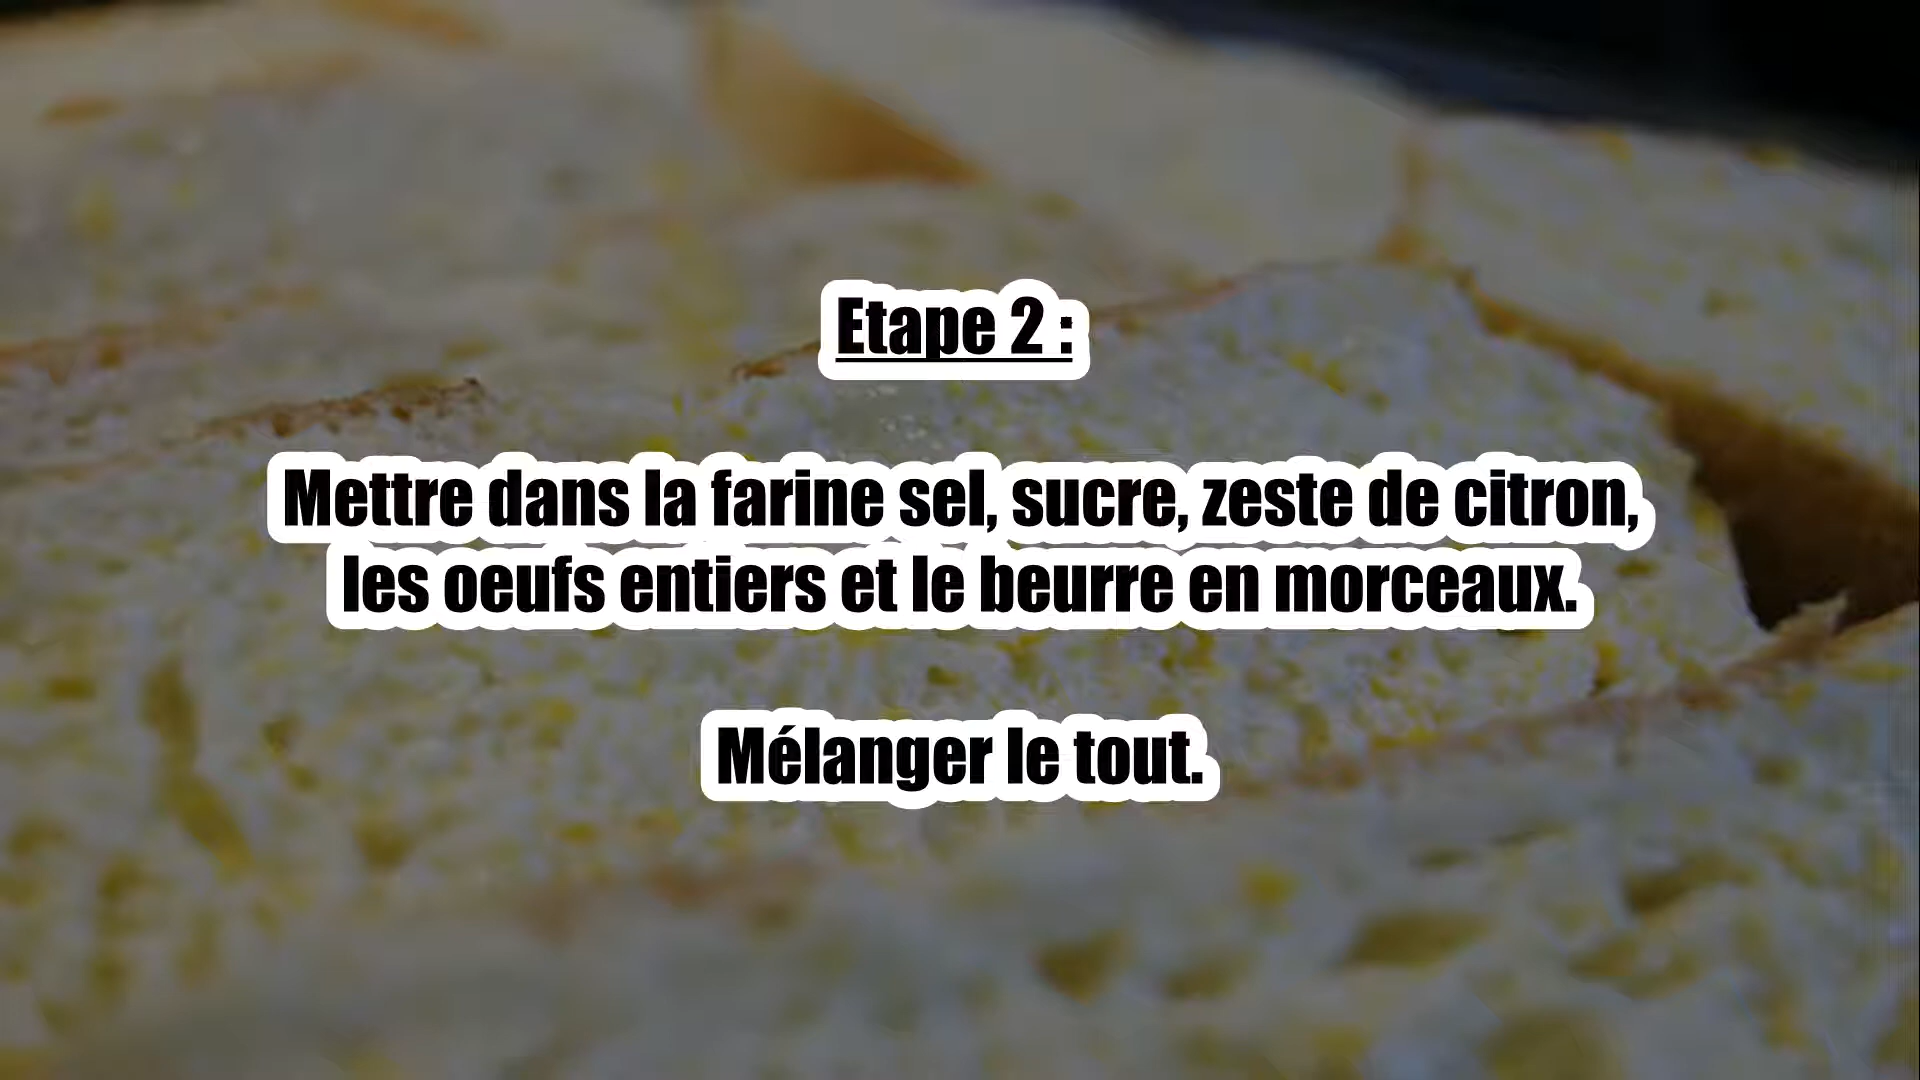 Etape 2 :
Mettre dans la farine sel, sucre, zeste de citron,
les oeufs entiers et le beurre en morceaux.
Mélanger le tout.